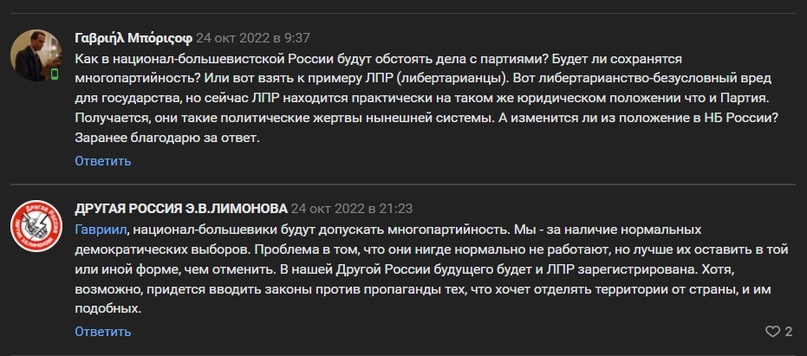 Γαβριήλ Μπόριςοφ 24 окт 2022 в 9:37
Как в национал-большевистской России будут обстоять дела с партиями? Будет ли сохранятся
многопартийность? Или вот взять к примеру ЛПР (либертарианцы). Вот либертарианство-безусловный вред
для государства, но сейчас ЛПР находится практически на таком же юридическом положении что и Партия.
Получается, они такие политические жертвы нынешней системы. А изменится ли из положение в НБ России?
Заранее благодарю за ответ.
Ответить
ДРУГАЯ РОССИЯ Э.В.ЛИМОНОВА 24 окт 2022 в 21:23
Гавриил, национал-большевики будут допускать многопартийность. Мы - за наличие нормальных
демократических выборов. Проблема в том, что они нигде нормально не работают, но лучше их оставить в той
или иной форме, чем отменить. В нашей Другой России будущего будет и ЛПР зарегистрирована. Хотя,
возможно, придется вводить законы против пропаганды тех, что хочет отделять территории от страны, и им
подобных.
Ответить
2